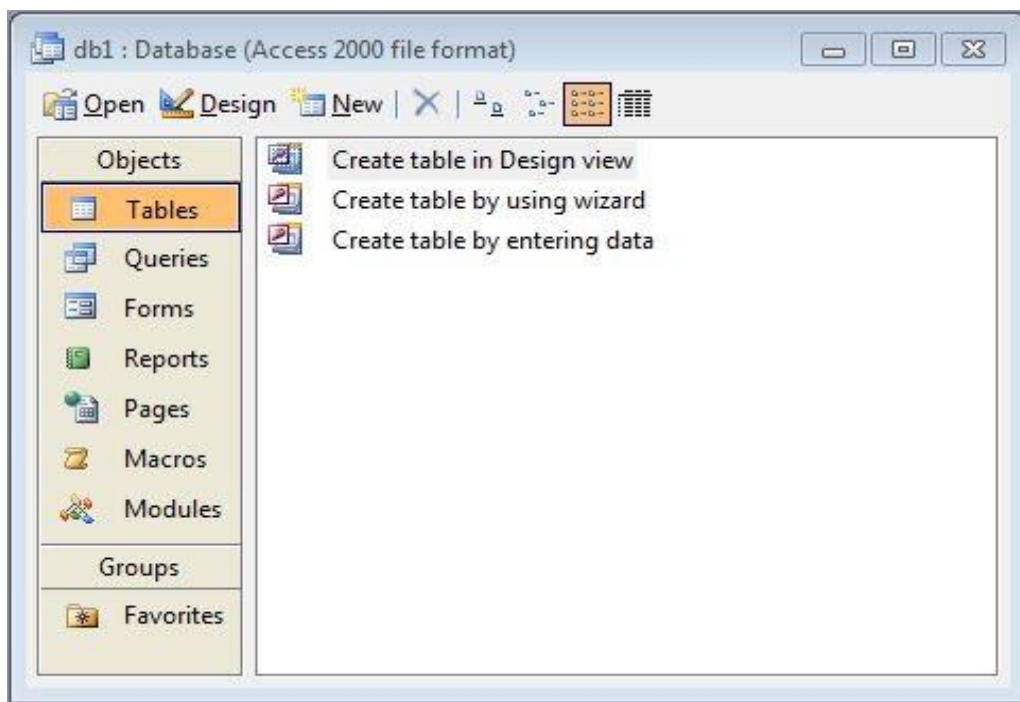 db1 : Database (Access 2000 file format)
Open Design New
Objects
Tables
Queries
Forms
Reports
Pages
Macros
Modules
Groups
Favorites
Create table in Design view
Create table by using wizard
Create table by entering data